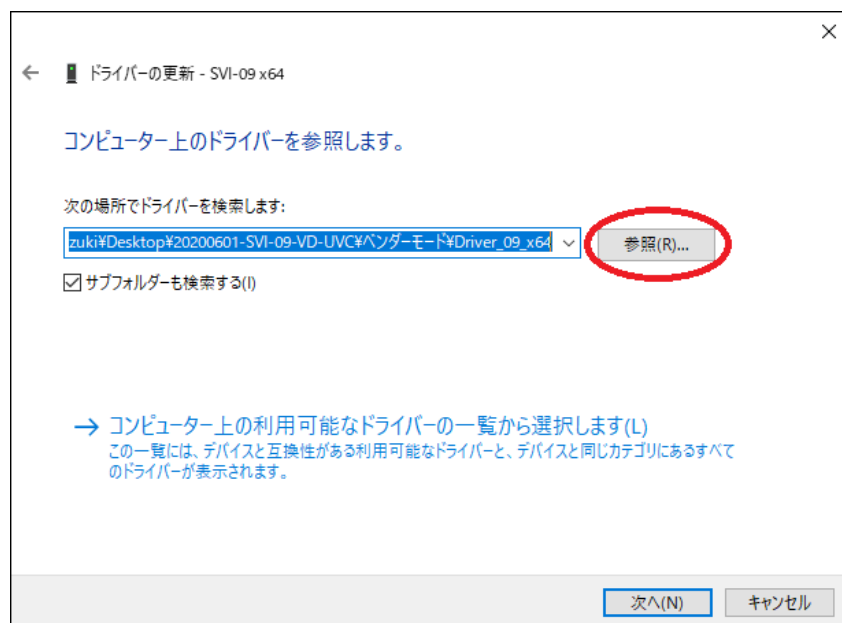 ドライバーの更新 - SVI-09 x64
コンピューター上のドライバーを参照します。
次の場所でドライバーを検索します:
zuki¥Desktop¥20200601-SVI-09-VD-UVC¥ベンダーモード¥Driver_09_x64
参照(R)...
サブフォルダーも検索する(I)
コンピューター上の利用可能なドライバーの一覧から選択します(L)
この一覧には、デバイスと互換性がある利用可能なドライバーと、デバイスと同じカテゴリにあるすべて
のドライバーが表示されます。
次へ(N)
キャンセル